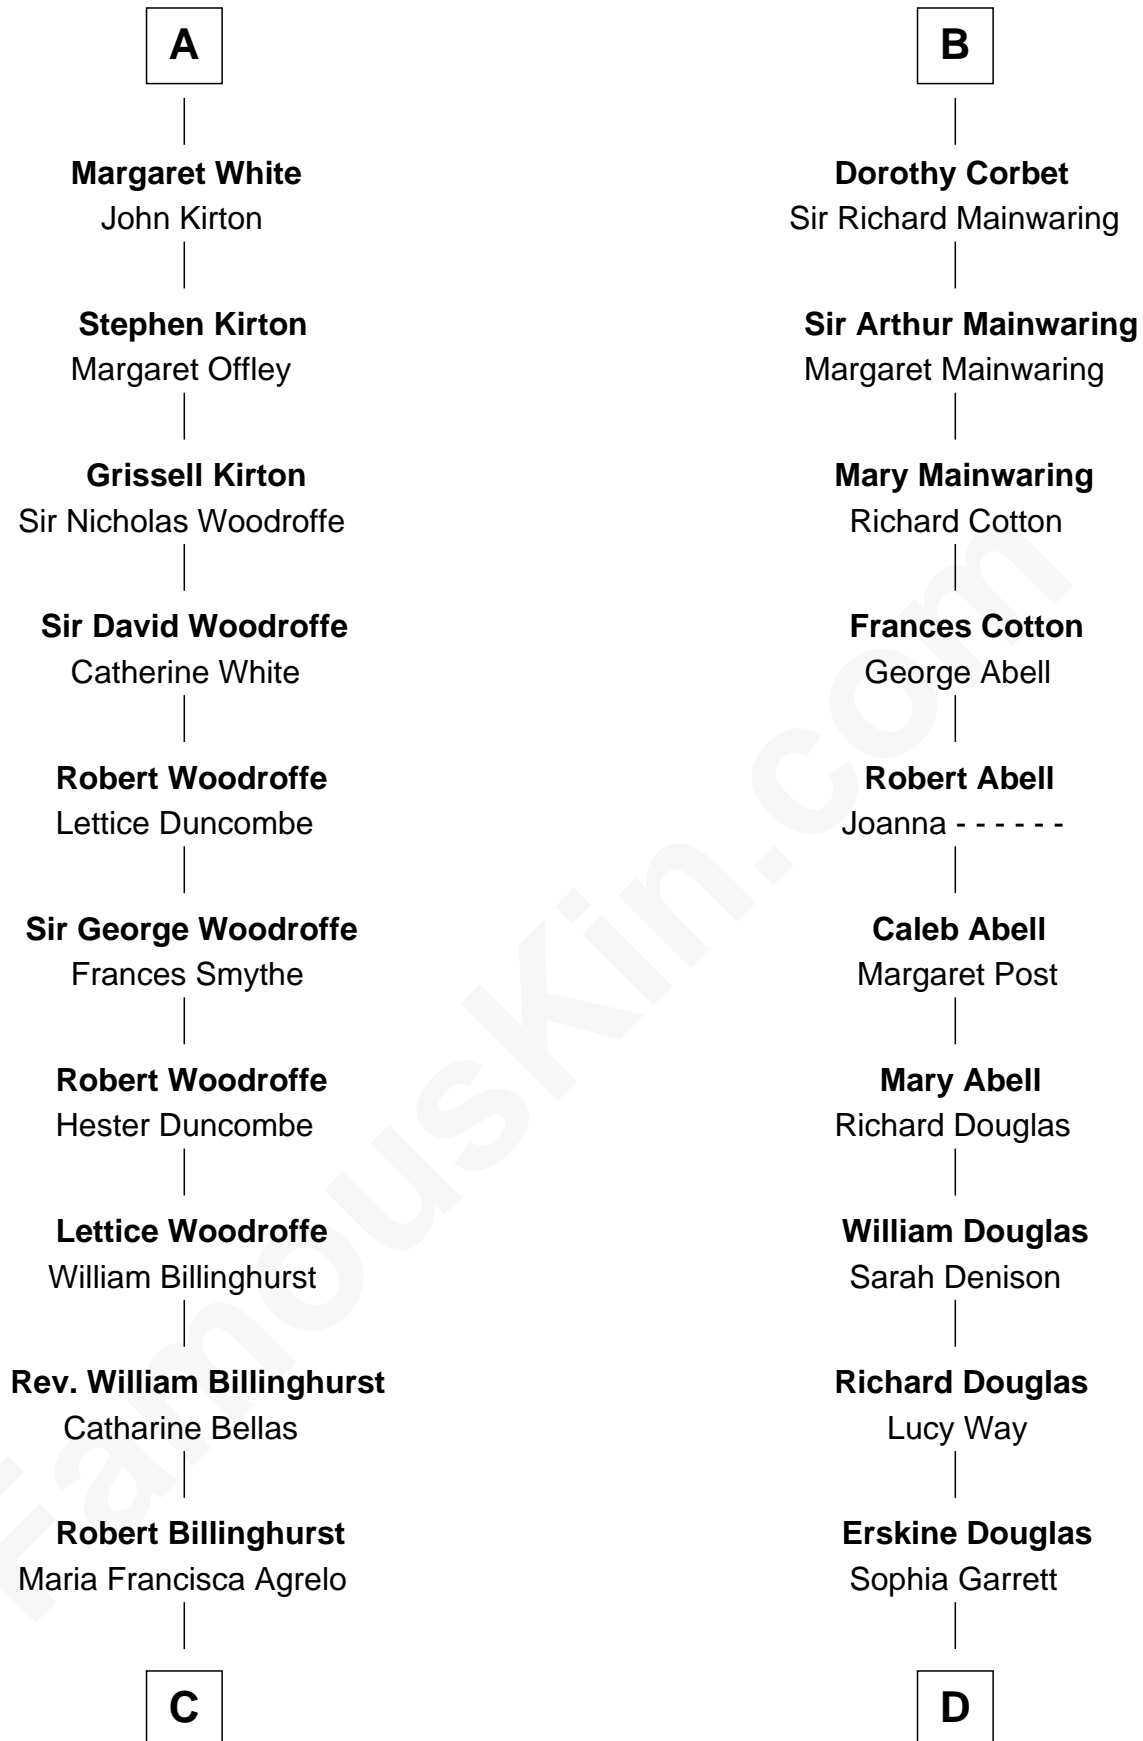 A
Margaret White
John Kirton
Stephen Kirton
Margaret Offley
Grissell Kirton
Sir Nicholas Woodroffe
Sir David Woodroffe
Catherine White
Robert Woodroffe
Lettice Duncombe
Sir George Woodroffe
Frances Smythe
Robert Woodroffe
Hester Duncombe
Lettice Woodroffe
William Billinghurst
Rev. William Billinghurst
Catharine Bellas
Robert Billinghurst
Maria Francisca Agrelo
C
B
Dorothy Corbet
Sir Richard Mainwaring
Sir Arthur Mainwaring
Margaret Mainwaring
Mary Mainwaring
Richard Cotton
Frances Cotton
George Abell
Robert Abell
Joanna - - - - - -
Caleb Abell
Margaret Post
Mary Abell
Richard Douglas
William Douglas
Sarah Denison
Richard Douglas
Lucy Way
Erskine Douglas
Sophia Garrett
D
FamousKin.com